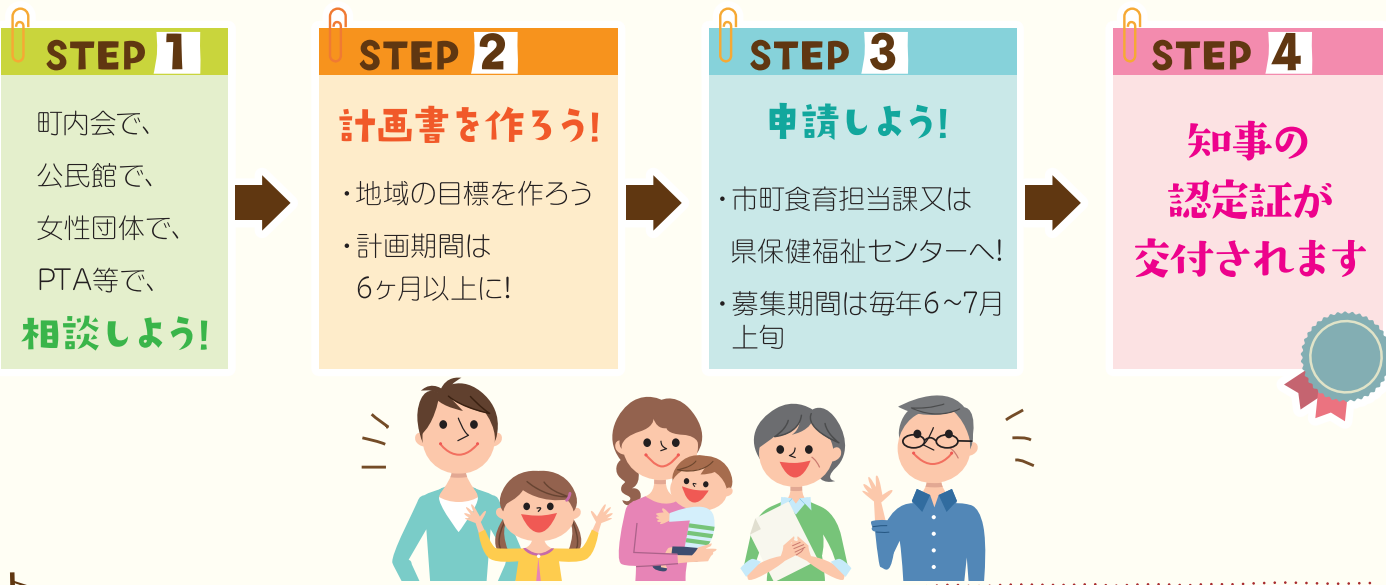 STEP 1
町内会で、
公民館で、
女性団体で、
PTA等で、
相談しよう!
STEP 2
計画書を作ろう!
・地域の目標を作ろう
・計画期間は
6ヶ月以上に!
STEP 3
申請しよう!
・市町食育担当課又は
県保健福祉センターへ!
・募集期間は毎年6~7月
上旬
STEP 4
知事の
認定証が
交付されます